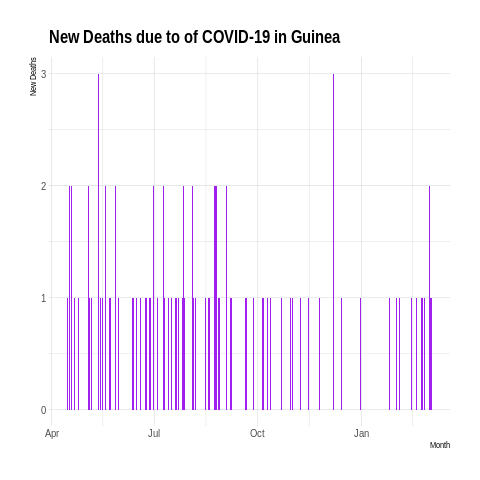 New Deaths due to of COVID-19 in Guinea
New Deaths
3
2
1
0
Apr Jul Oct Jan
Month